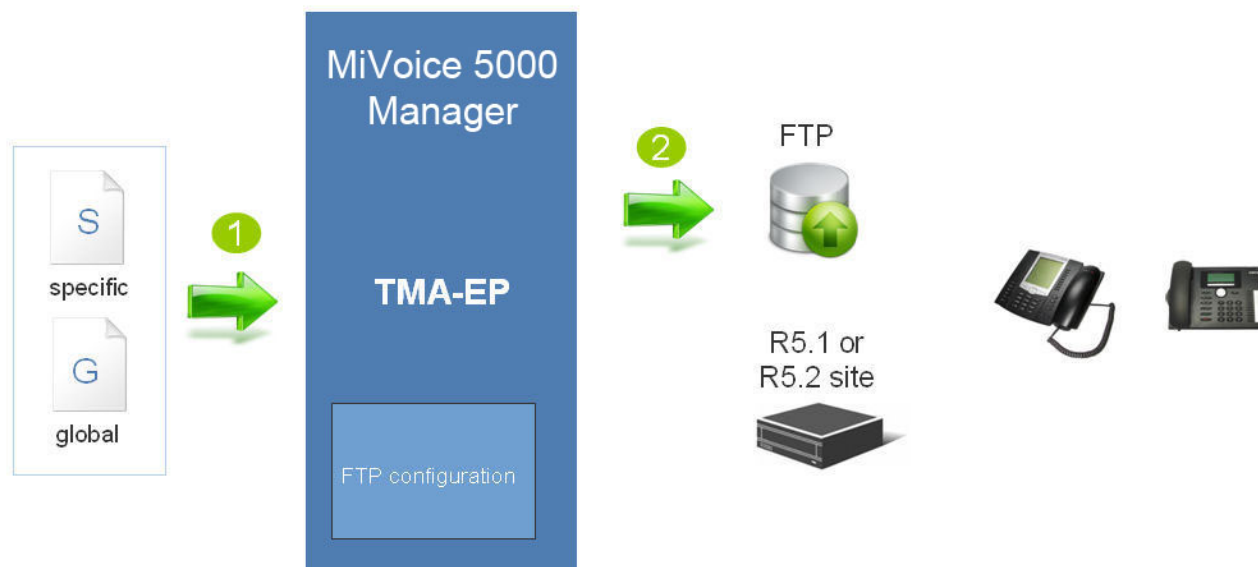 S
specific
G
global
1
MiVoice 5000
Manager
TMA-EP
FTP configuration
2
FTP
R5.1 or
R5.2 site